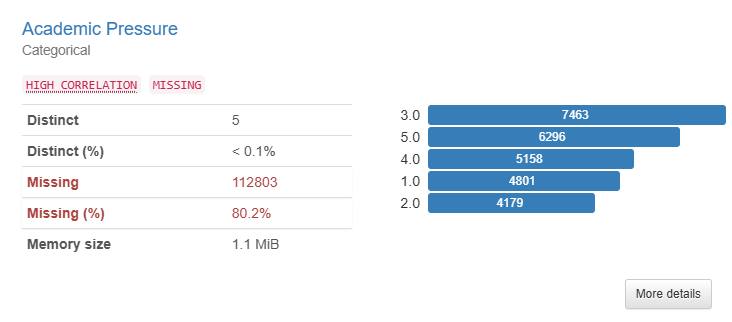 Academic Pressure
Categorical
HIGH CORRELATION MISSING
Distinct 5
Distinct (%) < 0.1%
Missing 112803
Missing (%) 80.2%
Memory size 1.1 MiB
3.0 7463
5.0 6296
4.0 5158
1.0 4801
2.0 4179
More details